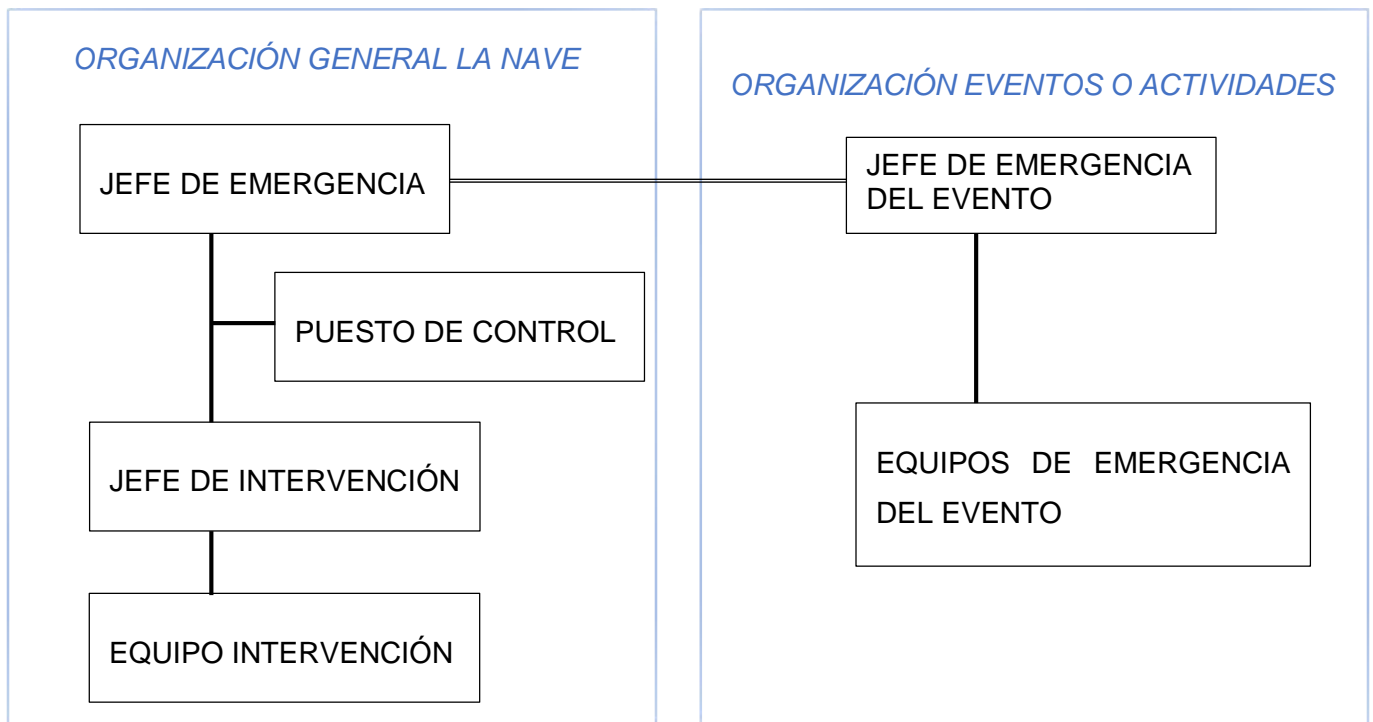 ORGANIZACIÓN GENERAL LA NAVE
JEFE DE EMERGENCIA
PUESTO DE CONTROL
JEFE DE INTERVENCIÓN
EQUIPO INTERVENCIÓN
ORGANIZACIÓN EVENTOS O ACTIVIDADES
JEFE DE EMERGENCIA
DEL EVENTO
EQUIPOS DE EMERGENCIA
DEL EVENTO